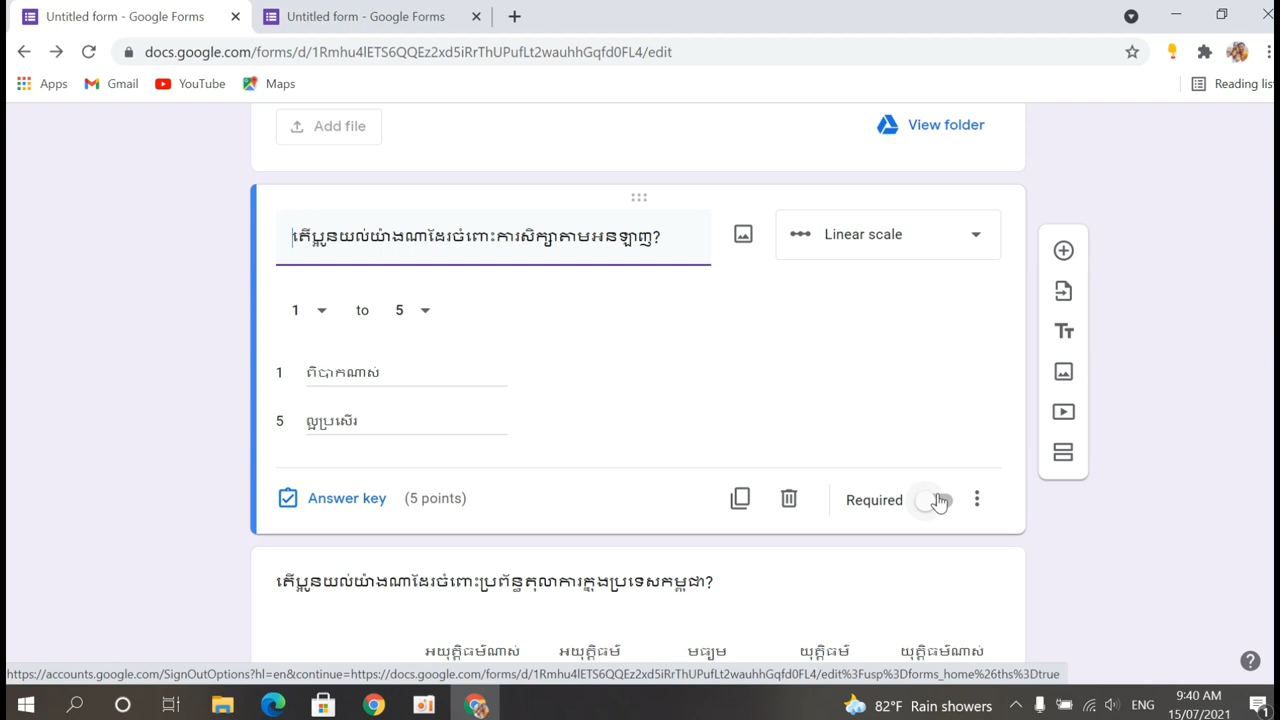 Untitled form - Google Forms
Untitled form - Google Forms
docs.google.com/forms/d/1Rmhu4lETS6QQEz2xd5iRrThUPufLt2wauhhGqfd0FL4/edit
Apps
Gmail
YouTube
Maps
Reading list
Add file
View folder
តើប្អូនយល់យ៉ាងណាដែរចំពោះការសិក្សាតាមអនឡាញ?
Linear scale
1 to 5
1 ពិបាកណាស់
5 ល្អប្រសើរ
Answer key (5 points)
Required
តើប្អូនយល់យ៉ាងណាដែរចំពោះប្រព័ន្ធតុលាការក្នុងប្រទេសកម្ពុជា?
អយុត្តិធម៍ណាស់ អយុត្តិធម៍ មធ្យម យុត្តិធម៍ យុត្តិធម៍ណាស់
https://accounts.google.com/SignOutOptions?hl=en&continue=https://docs.google.com/forms/d/1Rmhu4lETS6QQEz2xd5iRrThUPufLt2wauhhGqfd0FL4/edit%3Fusp%3Dforms_home%26ths%3Dtrue
82°F Rain showers
ENG
9:40 AM
15/07/2021